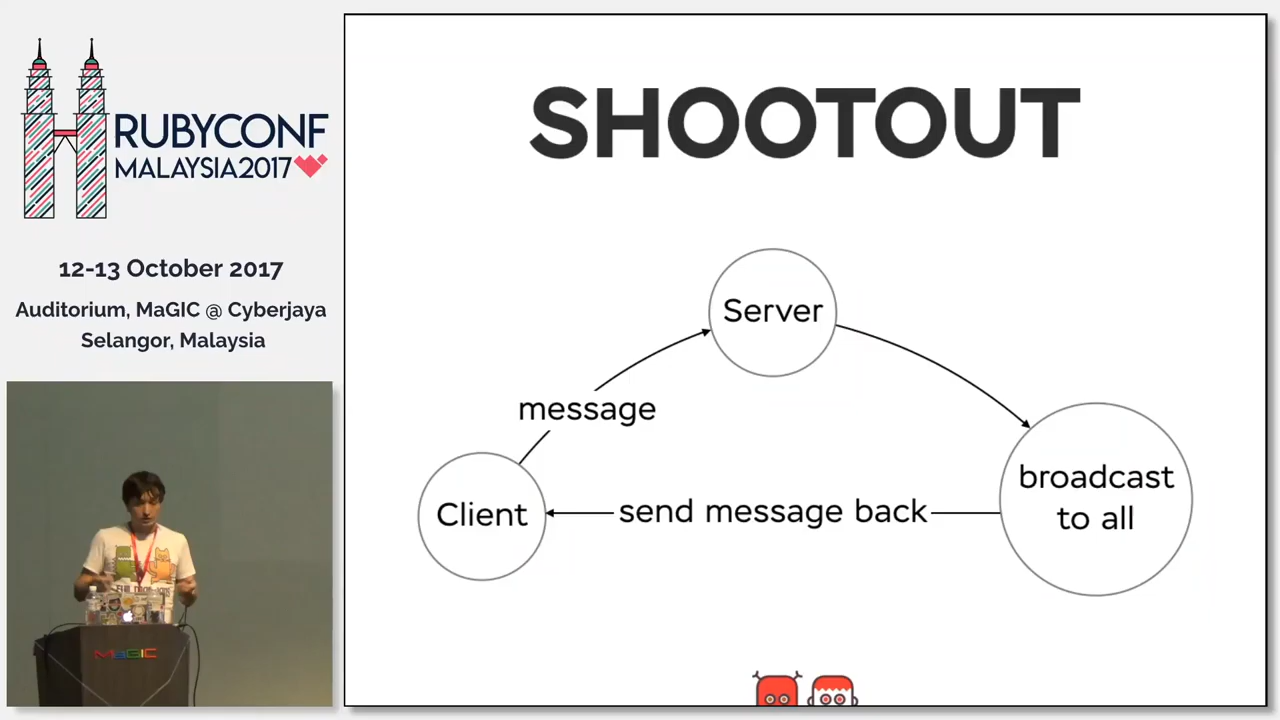 RUBYCONF
MALAYSIA2017
12-13 October 2017
Auditorium, MaGIC @ Cyberjaya
Selangor, Malaysia
MaGIC
SHOOTOUT
Server
message
Client
send message back
broadcast
to all